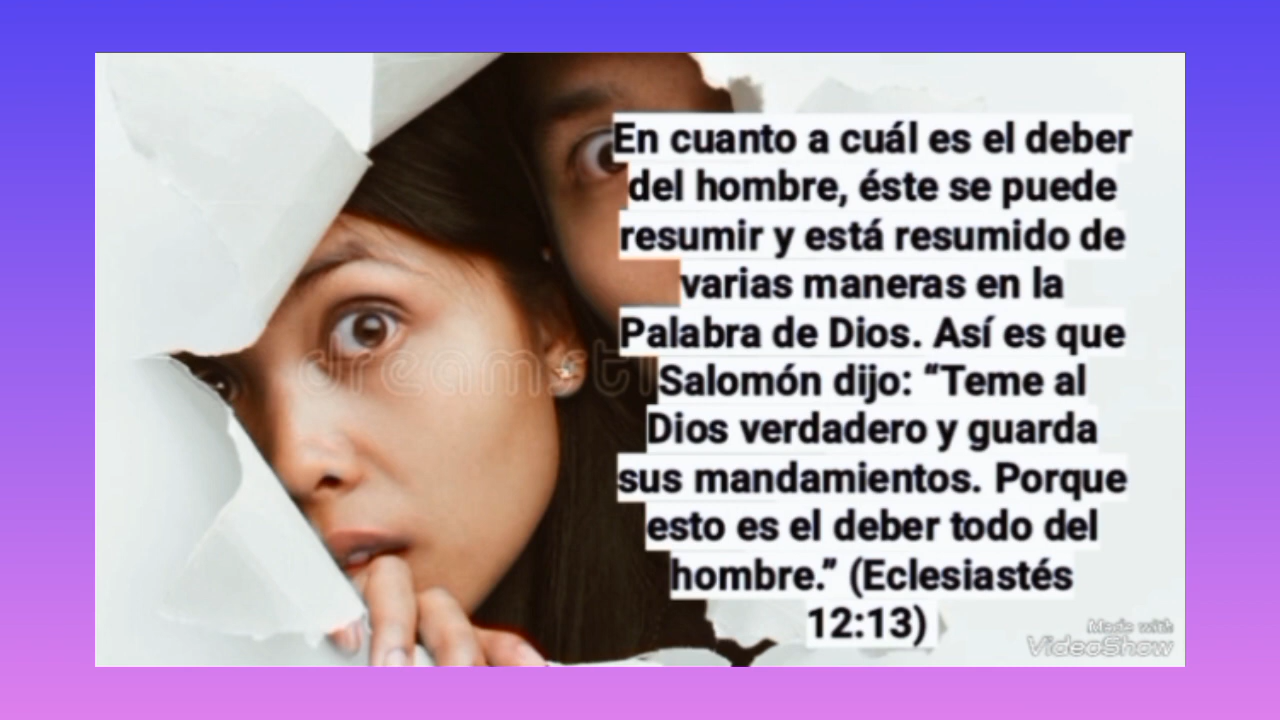 En cuanto a cuál es el deber
del hombre, éste se puede
resumir y está resumido de
varias maneras en la
Palabra de Dios. Así es que
Salomón dijo: “Teme al
Dios verdadero y guarda
sus mandamientos. Porque
esto es el deber todo del
hombre.” (Eclesiastés
12:13)
dreamsti
Made with
VideoShow